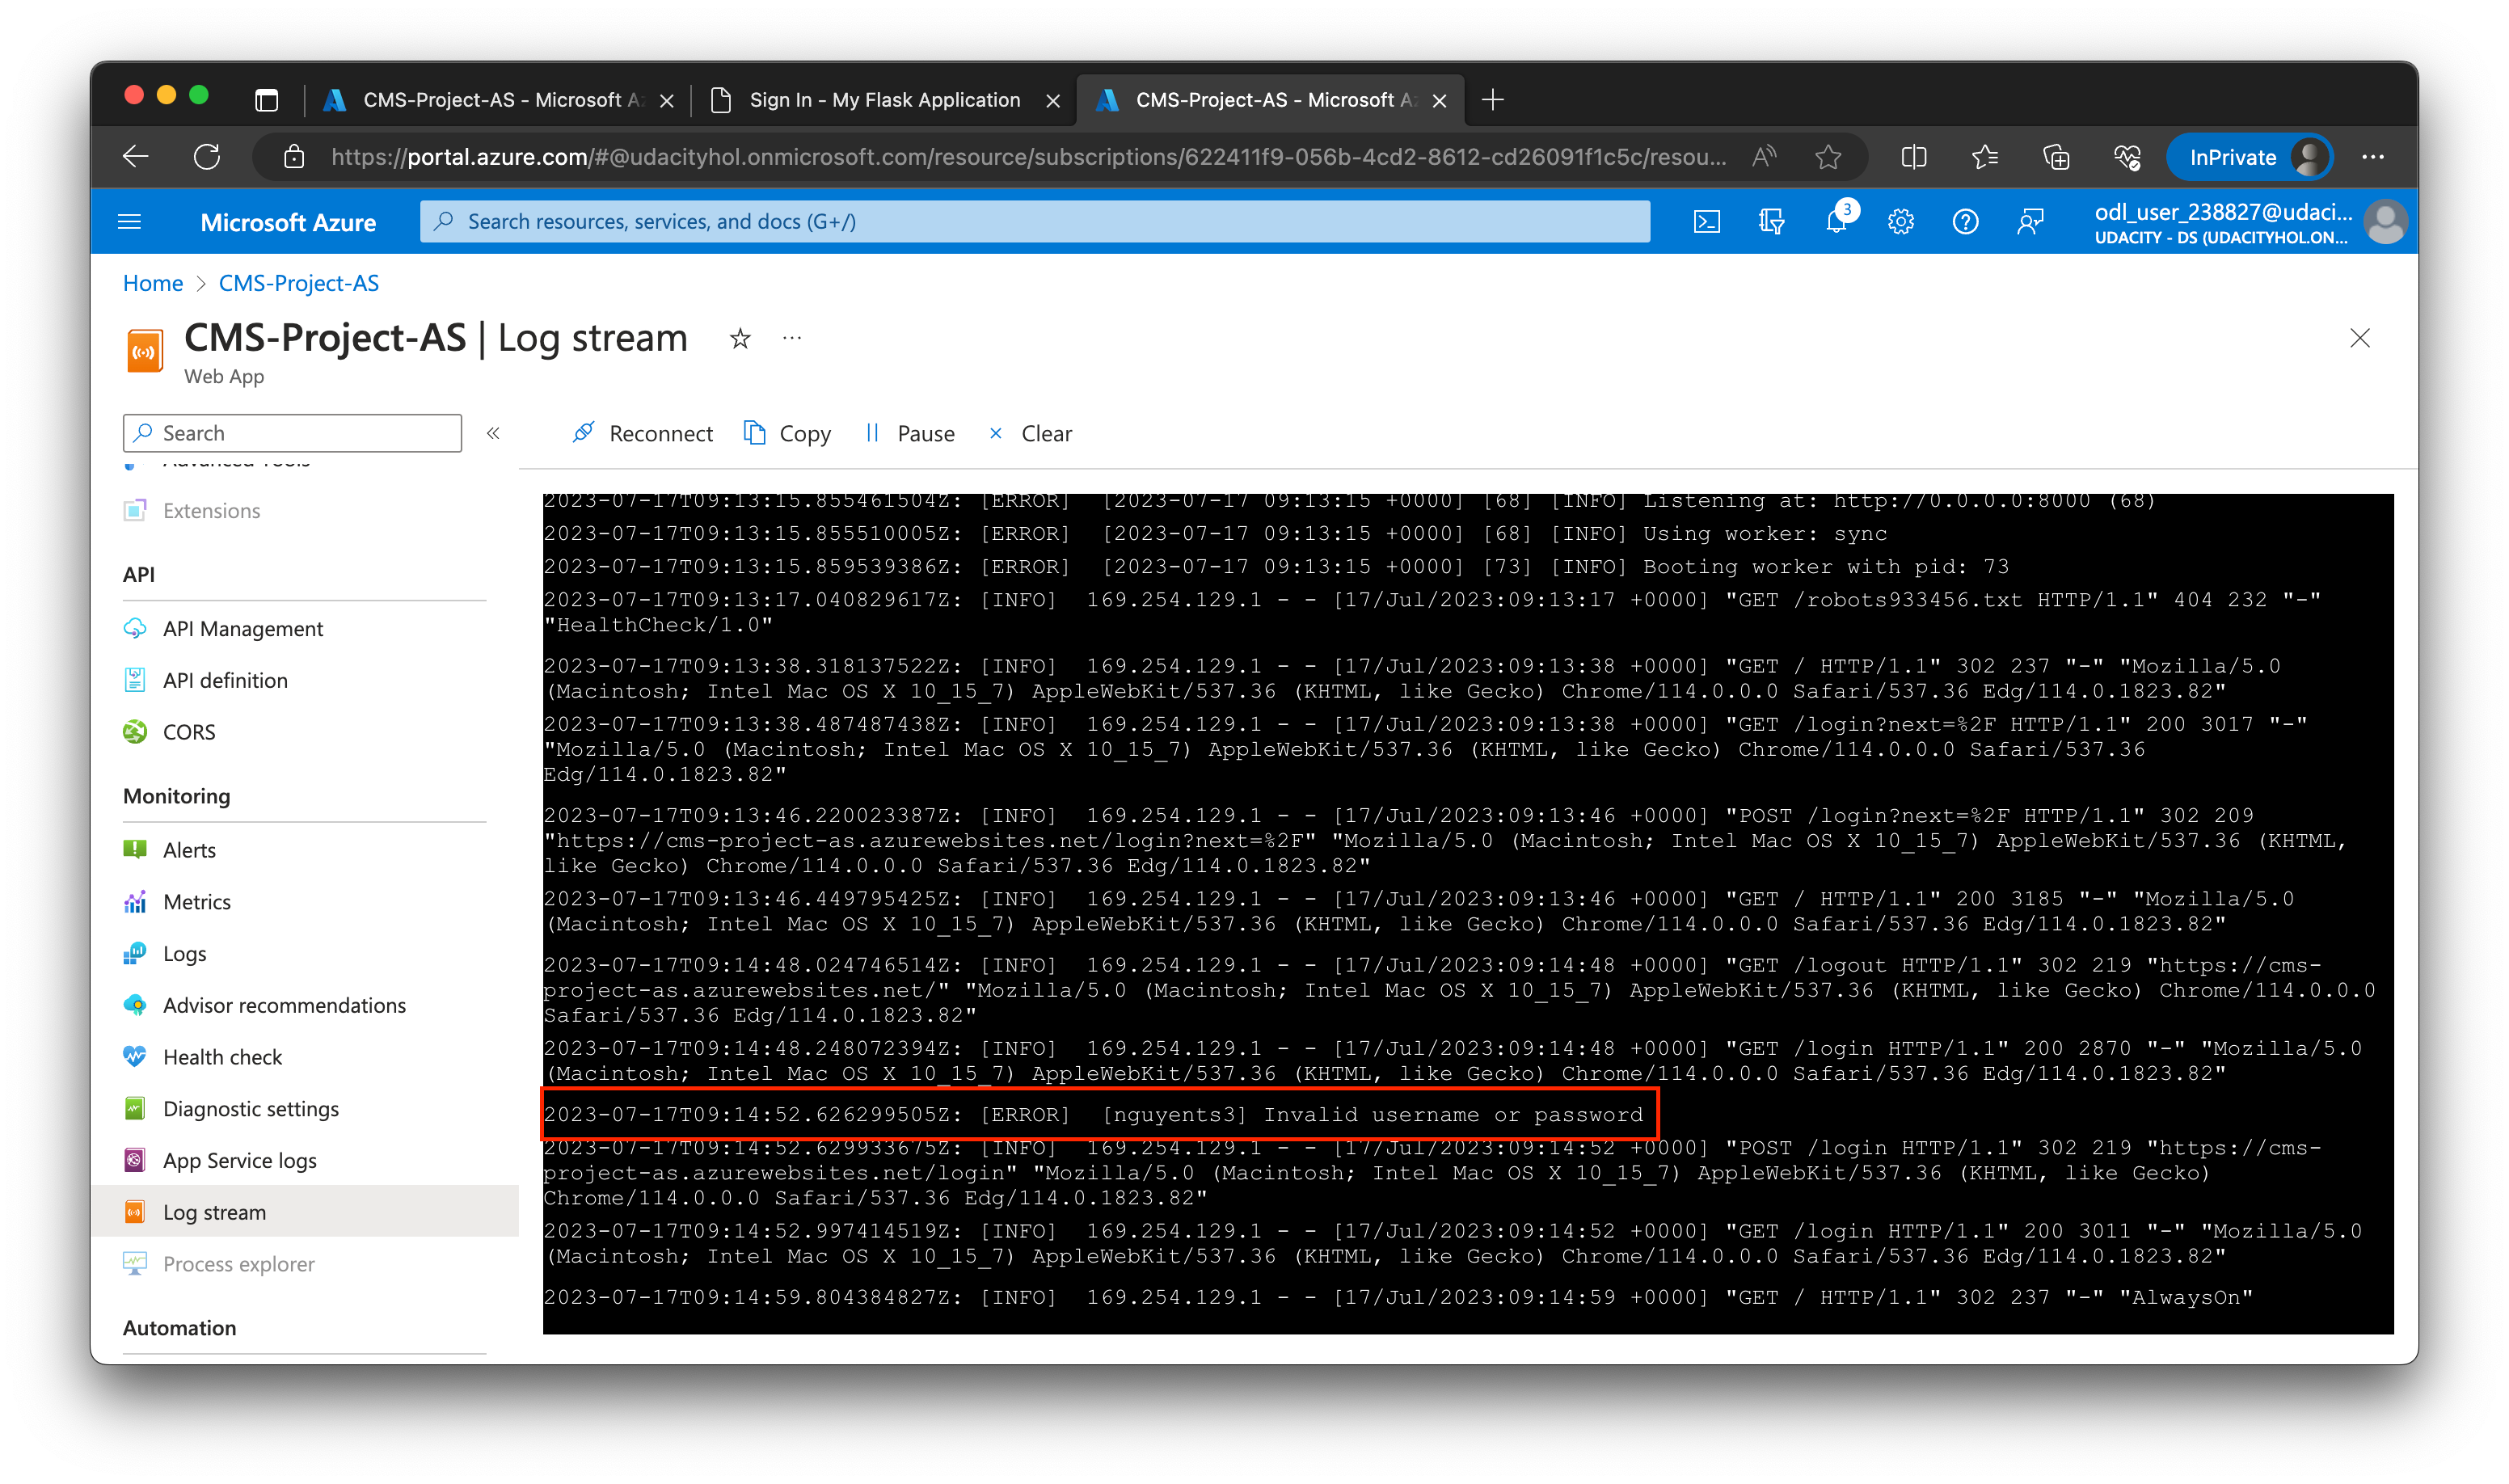 CMS-Project-AS - Microsoft Az
Sign In - My Flask Application
CMS-Project-AS - Microsoft Az
https://portal.azure.com/#@udacityhol.onmicrosoft.com/resource/subscriptions/622411f9-056b-4cd2-8612-cd26091f1c5c/resou...
InPrivate
Microsoft Azure
Search resources, services, and docs (G+/)
3
odl_user_238827@udaci...
UDACITY - DS (UDACITYHOL.ON...
Home > CMS-Project-AS
CMS-Project-AS | Log stream
Web App
Search
Reconnect
Copy
Pause
Clear
Advanced Tools
Extensions
API
API Management
API definition
CORS
Monitoring
Alerts
Metrics
Logs
Advisor recommendations
Health check
Diagnostic settings
App Service logs
Log stream
Process explorer
Automation
2023-07-17T09:13:15.855461504Z: [ERROR]  [2023-07-17 09:13:15 +0000] [68] [INFO] Listening at: http://0.0.0.0:8000 (68)
2023-07-17T09:13:15.855510005Z: [ERROR]  [2023-07-17 09:13:15 +0000] [68] [INFO] Using worker: sync
2023-07-17T09:13:15.859539386Z: [ERROR]  [2023-07-17 09:13:15 +0000] [73] [INFO] Booting worker with pid: 73
2023-07-17T09:13:17.040829617Z: [INFO]  169.254.129.1 - - [17/Jul/2023:09:13:17 +0000] "GET /robots933456.txt HTTP/1.1" 404 232 "-"
"HealthCheck/1.0"
2023-07-17T09:13:38.318137522Z: [INFO]  169.254.129.1 - - [17/Jul/2023:09:13:38 +0000] "GET / HTTP/1.1" 302 237 "-" "Mozilla/5.0
(Macintosh; Intel Mac OS X 10_15_7) AppleWebKit/537.36 (KHTML, like Gecko) Chrome/114.0.0.0 Safari/537.36 Edg/114.0.1823.82"
2023-07-17T09:13:38.487487438Z: [INFO]  169.254.129.1 - - [17/Jul/2023:09:13:38 +0000] "GET /login?next=%2F HTTP/1.1" 200 3017 "-"
"Mozilla/5.0 (Macintosh; Intel Mac OS X 10_15_7) AppleWebKit/537.36 (KHTML, like Gecko) Chrome/114.0.0.0 Safari/537.36
Edg/114.0.1823.82"
2023-07-17T09:13:46.220023387Z: [INFO]  169.254.129.1 - - [17/Jul/2023:09:13:46 +0000] "POST /login?next=%2F HTTP/1.1" 302 209
"https://cms-project-as.azurewebsites.net/login?next=%2F" "Mozilla/5.0 (Macintosh; Intel Mac OS X 10_15_7) AppleWebKit/537.36 (KHTML,
like Gecko) Chrome/114.0.0.0 Safari/537.36 Edg/114.0.1823.82"
2023-07-17T09:13:46.449795425Z: [INFO]  169.254.129.1 - - [17/Jul/2023:09:13:46 +0000] "GET / HTTP/1.1" 200 3185 "-" "Mozilla/5.0
(Macintosh; Intel Mac OS X 10_15_7) AppleWebKit/537.36 (KHTML, like Gecko) Chrome/114.0.0.0 Safari/537.36 Edg/114.0.1823.82"
2023-07-17T09:14:48.024746514Z: [INFO]  169.254.129.1 - - [17/Jul/2023:09:14:48 +0000] "GET /logout HTTP/1.1" 302 219 "https://cms-
project-as.azurewebsites.net/" "Mozilla/5.0 (Macintosh; Intel Mac OS X 10_15_7) AppleWebKit/537.36 (KHTML, like Gecko) Chrome/114.0.0.0
Safari/537.36 Edg/114.0.1823.82"
2023-07-17T09:14:48.248072394Z: [INFO]  169.254.129.1 - - [17/Jul/2023:09:14:48 +0000] "GET /login HTTP/1.1" 200 2870 "-" "Mozilla/5.0
(Macintosh; Intel Mac OS X 10_15_7) AppleWebKit/537.36 (KHTML, like Gecko) Chrome/114.0.0.0 Safari/537.36 Edg/114.0.1823.82"
2023-07-17T09:14:52.626299505Z: [ERROR]  [nguyents3] Invalid username or password
2023-07-17T09:14:52.629933675Z: [INFO]  169.254.129.1 - - [17/Jul/2023:09:14:52 +0000] "POST /login HTTP/1.1" 302 219 "https://cms-
project-as.azurewebsites.net/login" "Mozilla/5.0 (Macintosh; Intel Mac OS X 10_15_7) AppleWebKit/537.36 (KHTML, like Gecko)
Chrome/114.0.0.0 Safari/537.36 Edg/114.0.1823.82"
2023-07-17T09:14:52.997414519Z: [INFO]  169.254.129.1 - - [17/Jul/2023:09:14:52 +0000] "GET /login HTTP/1.1" 200 3011 "-" "Mozilla/5.0
(Macintosh; Intel Mac OS X 10_15_7) AppleWebKit/537.36 (KHTML, like Gecko) Chrome/114.0.0.0 Safari/537.36 Edg/114.0.1823.82"
2023-07-17T09:14:59.804384827Z: [INFO]  169.254.129.1 - - [17/Jul/2023:09:14:59 +0000] "GET / HTTP/1.1" 302 237 "-" "AlwaysOn"